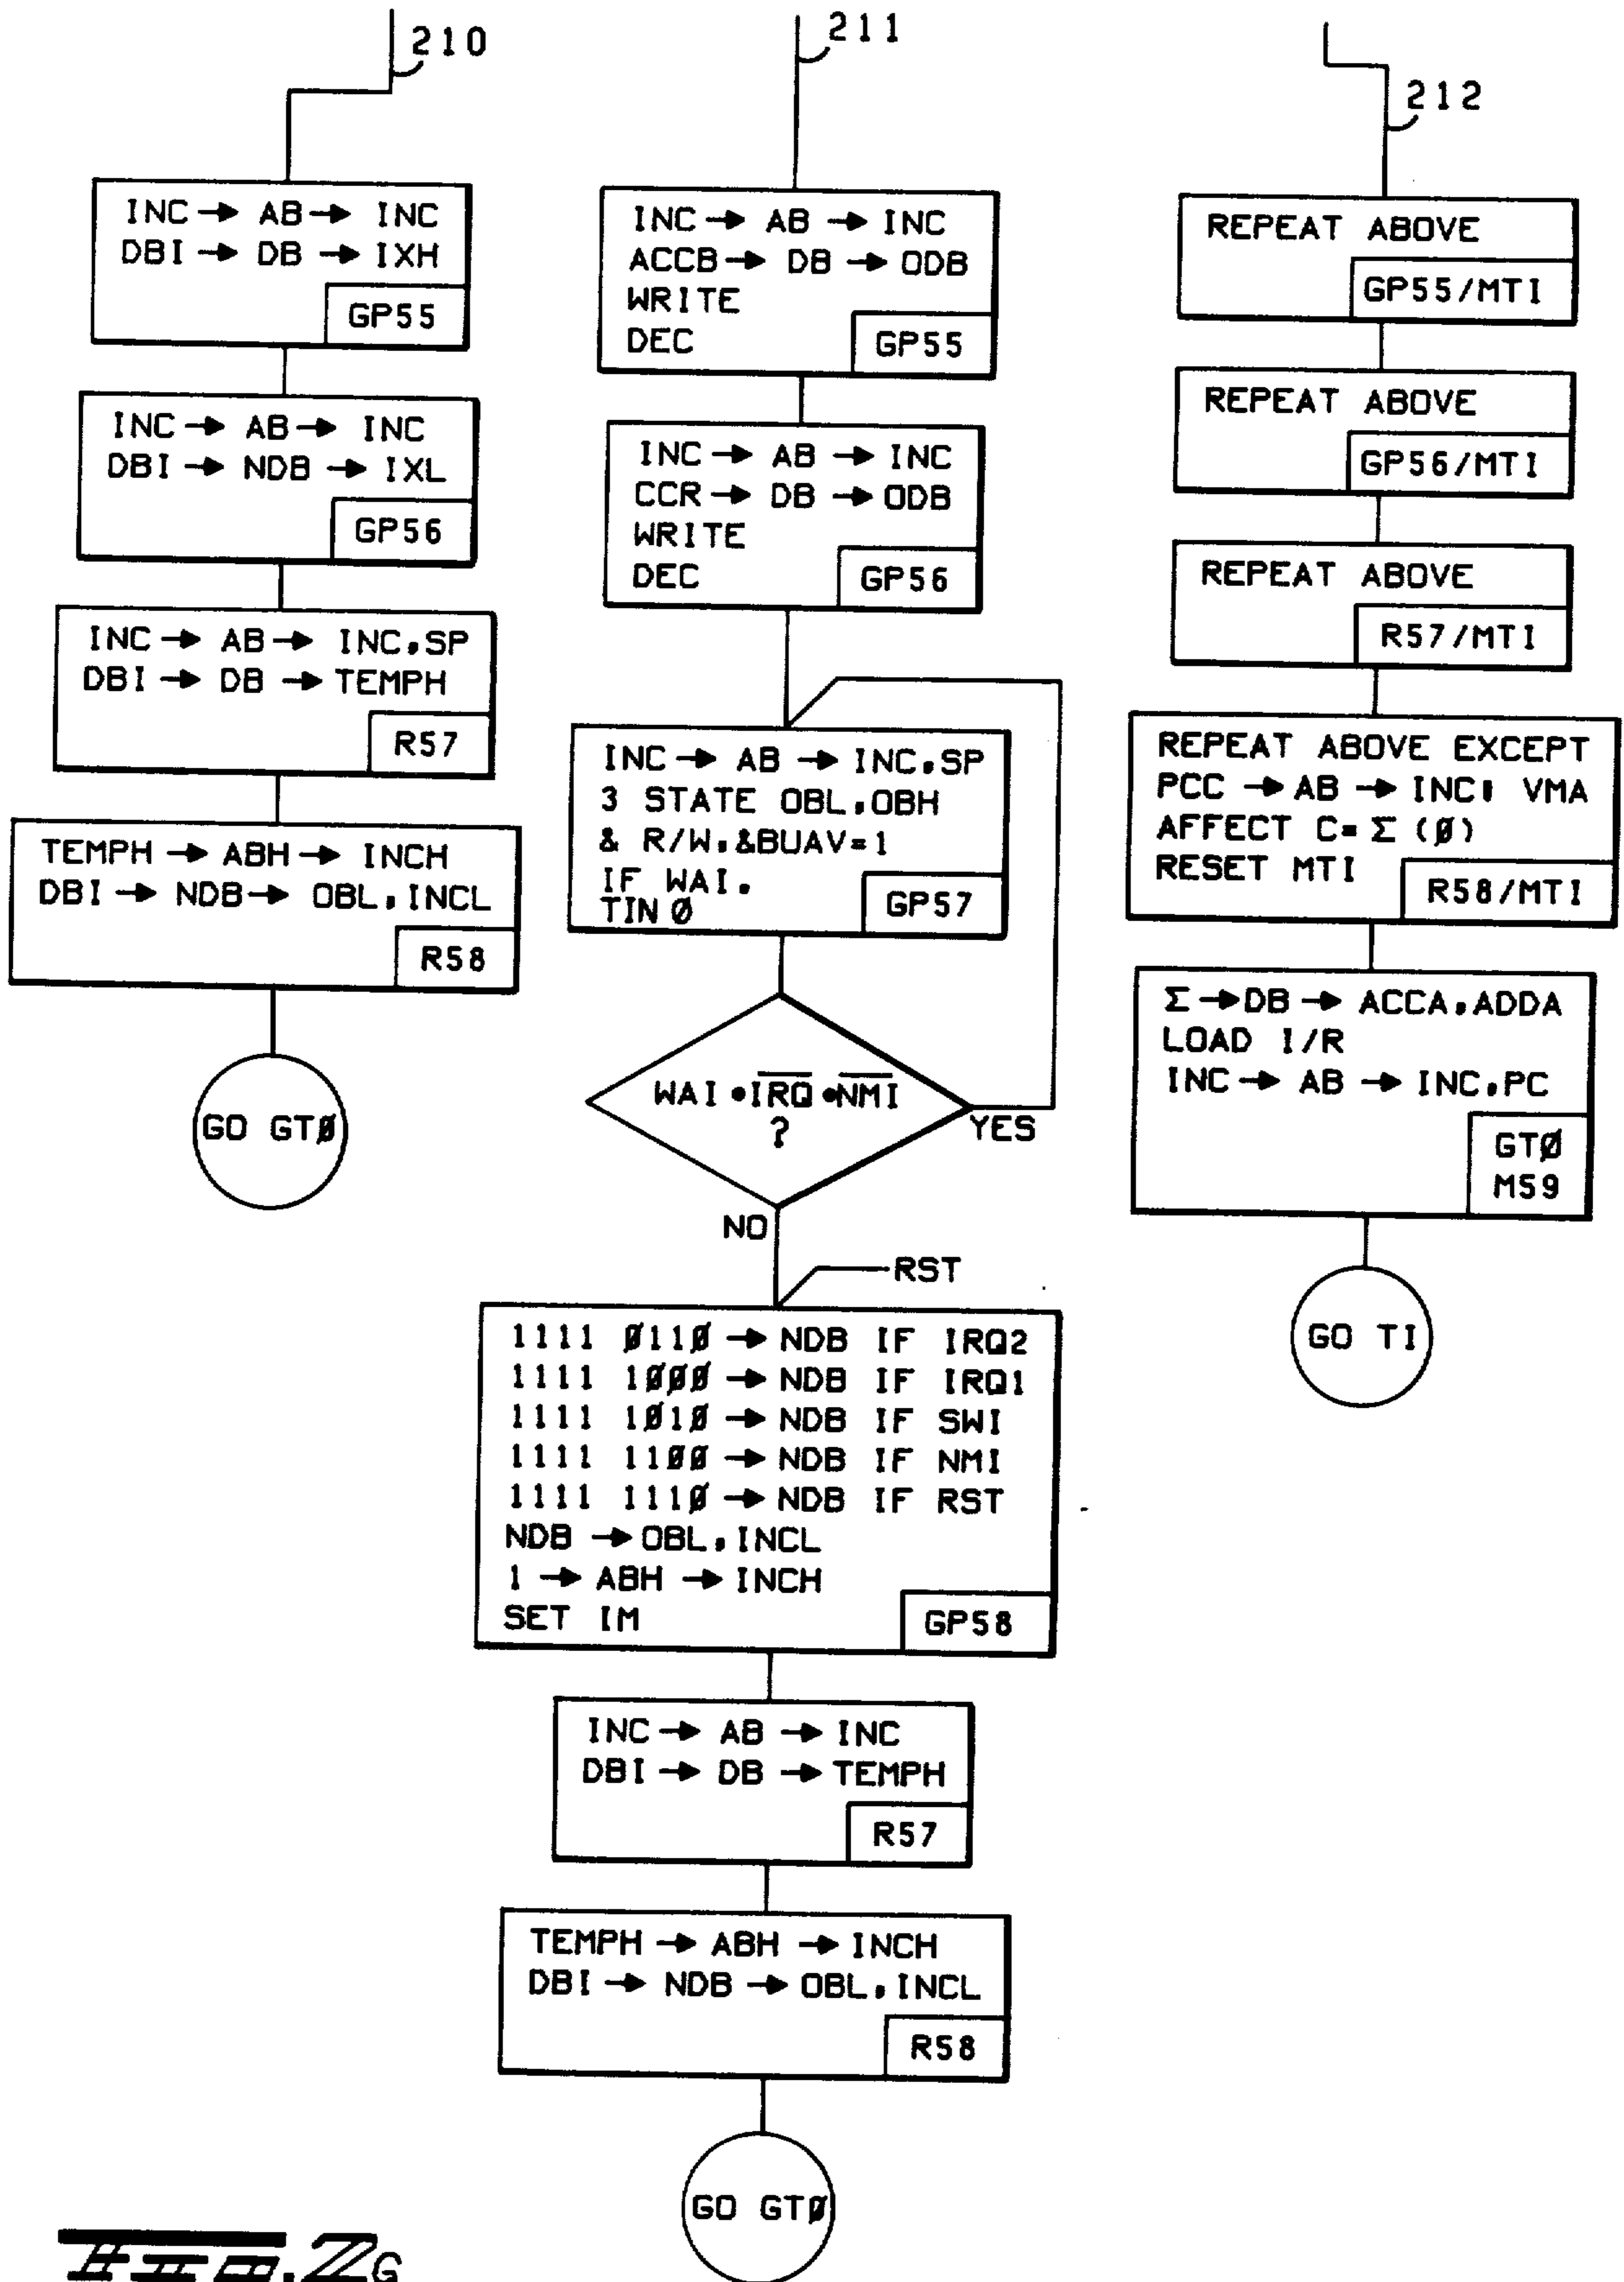 210
INC → AB → INC
DBI → DB → IXH
GP55
INC → AB → INC
DBI → NDB → IXL
GP56
INC → AB → INC,SP
DBI → DB → TEMPH
R57
TEMPH → ABH → INCH
DBI → NDB → OBL,INCL
R58
GO GTØ
211
INC → AB → INC
ACCB → DB → ODB
WRITE
DEC
GP55
INC → AB → INC
CCR → DB → ODB
WRITE
DEC
GP56
INC → AB → INC,SP
3 STATE OBL,OBH
& R/W,&BUAV=1
IF WAI.
TIN Ø
GP57
WAI •I̅R̅Q̅ •N̅M̅I̅
?
YES
NO
RST
1111 Ø11Ø → NDB IF IRQ2
1111 1ØØØ → NDB IF IRQ1
1111 1Ø1Ø → NDB IF SWI
1111 11ØØ → NDB IF NMI
1111 111Ø → NDB IF RST
NDB → OBL,INCL
1 → ABH → INCH
SET IM
GP58
INC → AB → INC
DBI → DB → TEMPH
R57
TEMPH → ABH → INCH
DBI → NDB → OBL,INCL
R58
GO GTØ
212
REPEAT ABOVE
GP55/MTI
REPEAT ABOVE
GP56/MTI
REPEAT ABOVE
R57/MTI
REPEAT ABOVE EXCEPT
PCC → AB → INC; VMA
AFFECT C=Σ (Ø)
RESET MTI
R58/MTI
Σ → DB → ACCA,ADDA
LOAD I/R
INC → AB → INC,PC
GTØ
M59
GO TI
FIG. 2G